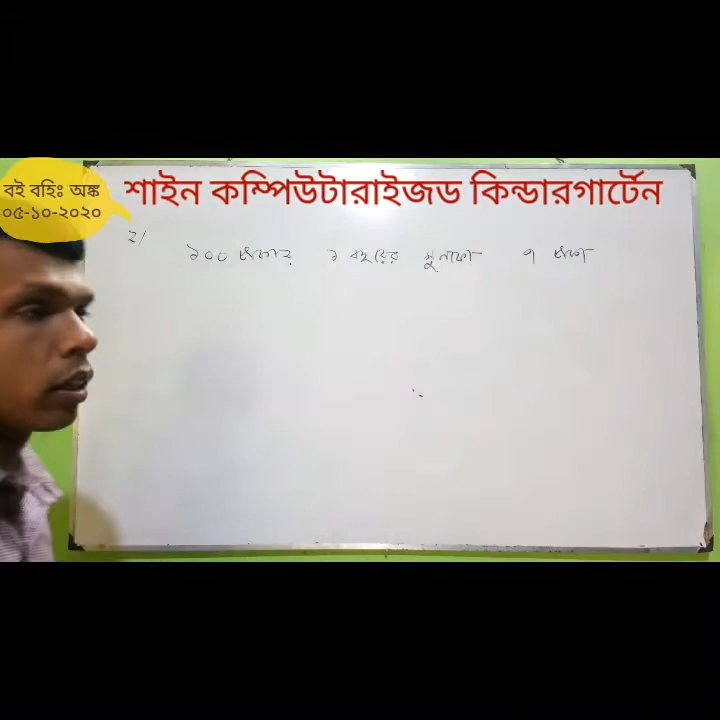 শাইন কম্পিউটারাইজড কিন্ডারগার্টেন
বই বহিঃ অঙ্ক
০৫-১০-২০২০
২/
১০০ টাকায় ১ বছরের মুনাফা ৭ টাকা